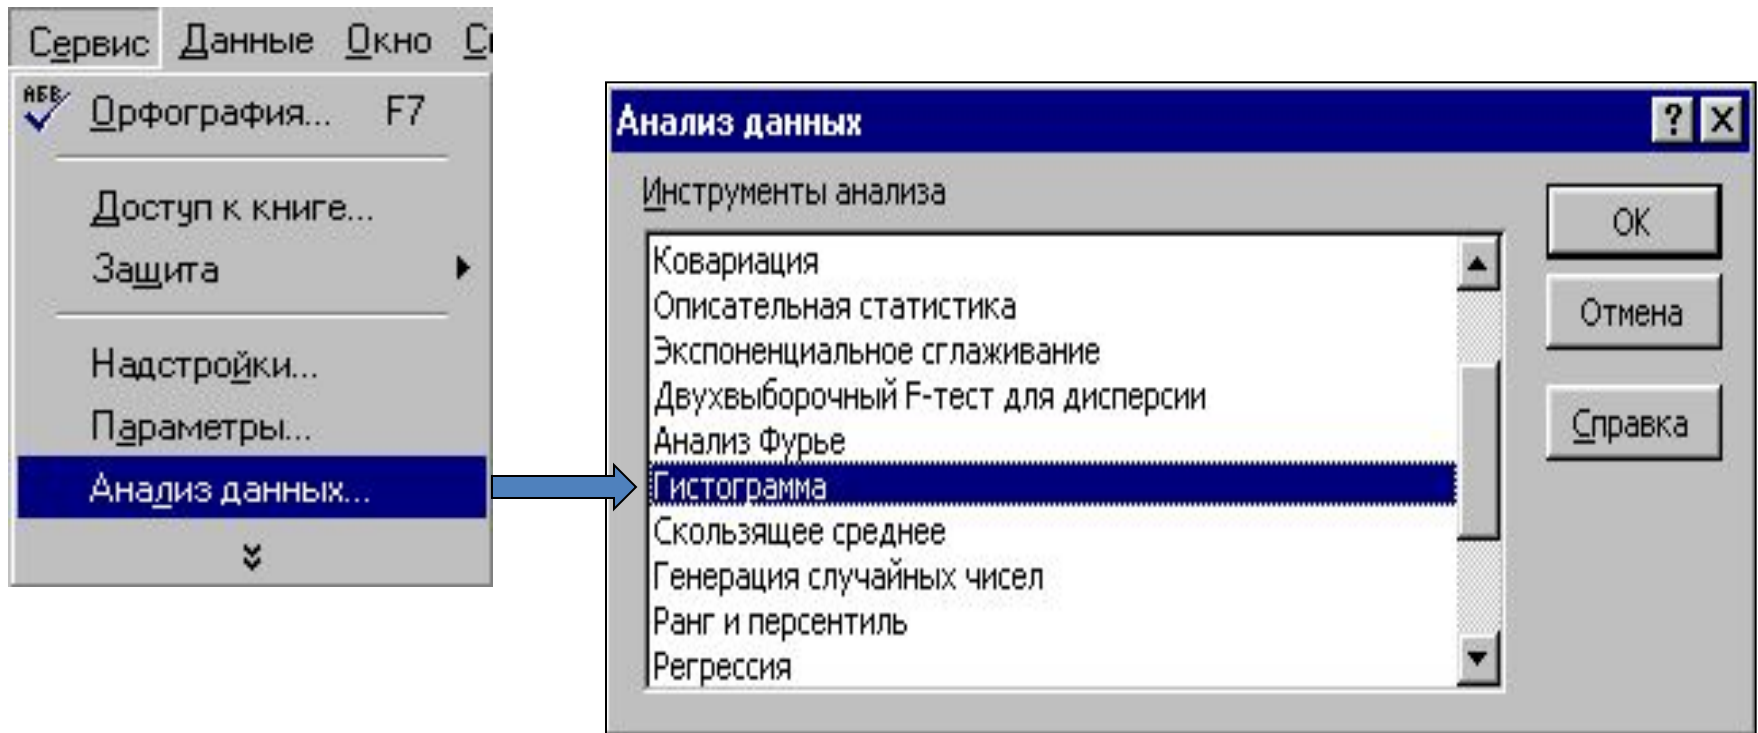 Сервис Данные Окно
АБВ
Орфография... F7
Доступ к книге...
Защита
Надстройки...
Параметры...
Анализ данных...
Анализ данных
Инструменты анализа
Ковариация
Описательная статистика
Экспоненциальное сглаживание
Двухвыборочный F-тест для дисперсии
Анализ Фурье
Гистограмма
Скользящее среднее
Генерация случайных чисел
Ранг и персентиль
Регрессия
OK
Отмена
Справка